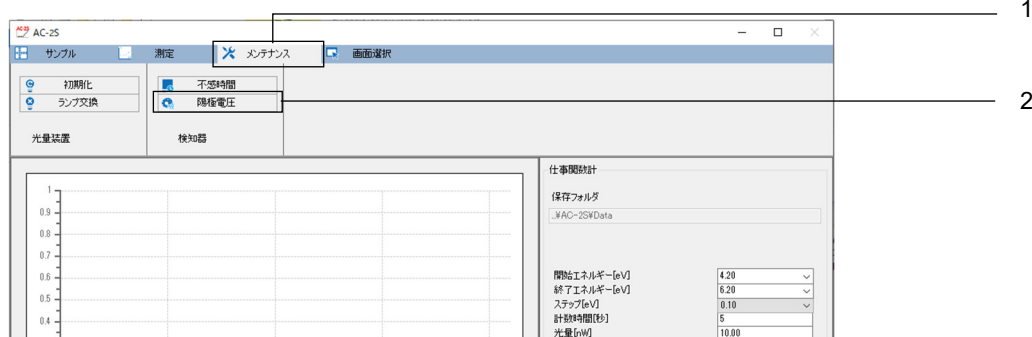 1
AC-2S
サンプル 測定 メンテナンス 画面選択
初期化 不感時間
ランプ交換 陽極電圧
2
光量装置 検知器
仕事関数計
保存フォルダ
..¥AC-2S¥Data
1
0.9
0.8
0.7
0.6
0.5
0.4
開始エネルギー[eV] 4.20
終了エネルギー[eV] 6.20
ステップ[eV] 0.10
計数時間[秒] 5
光量[nW] 10.00